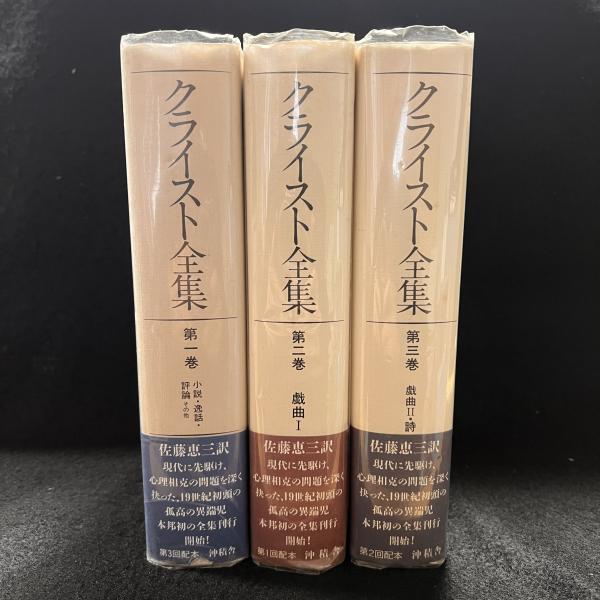 クライスト全集
第一巻
小説・逸話・
評論 その他
佐藤恵三訳
現代に先駆け、
心理相克の問題を深く
抉った、19世紀初頭の
孤高の異端児
本邦初の全集刊行
開始!
第3回配本 沖積舎
クライスト全集
第二巻
戯曲I
佐藤恵三訳
現代に先駆け、
心理相克の問題を深く
抉った、19世紀初頭の
孤高の異端児
本邦初の全集刊行
開始!
第1回配本 沖積舎
クライスト全集
第三巻
戯曲II・詩
佐藤恵三訳
現代に先駆け、
心理相克の問題を深く
抉った、19世紀初頭の
孤高の異端児
本邦初の全集刊行
開始!
第2回配本 沖積舎